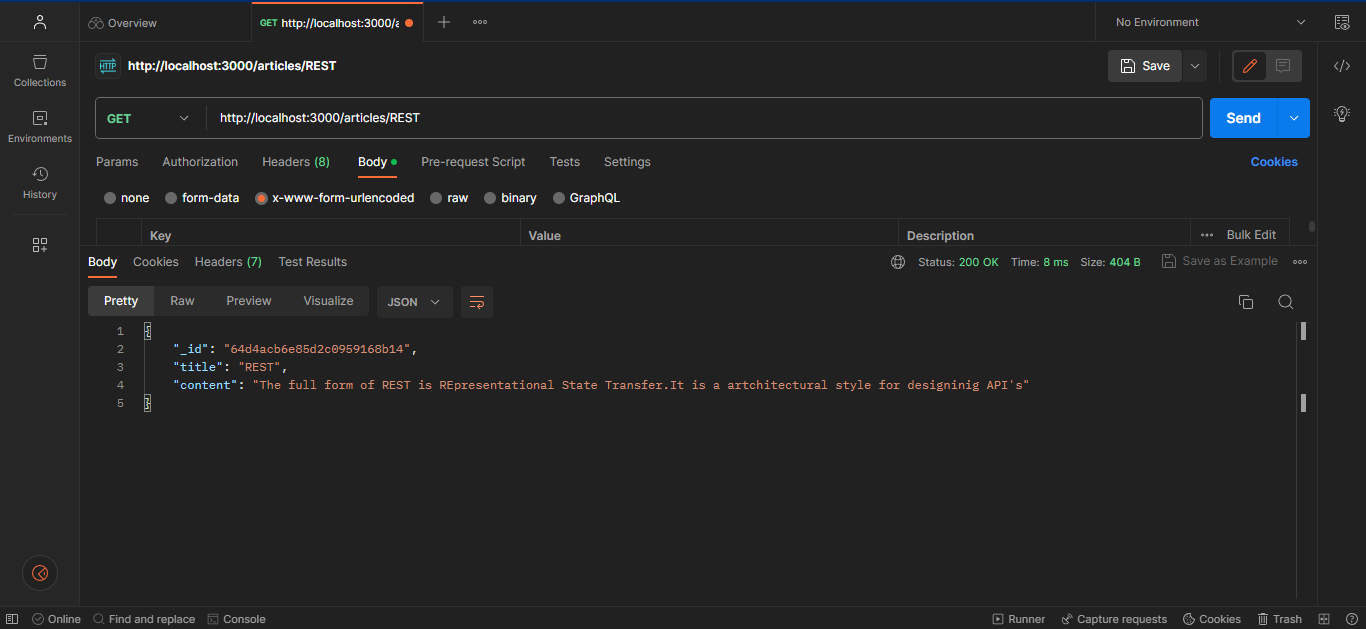 Overview
GET http://localhost:3000/a
No Environment
Collections
Environments
History
HTTP http://localhost:3000/articles/REST
Save
GET http://localhost:3000/articles/REST
Send
Params Authorization Headers (8) Body Pre-request Script Tests Settings
Cookies
none form-data x-www-form-urlencoded raw binary GraphQL
Key Value Description Bulk Edit
Body Cookies Headers (7) Test Results
Status: 200 OK Time: 8 ms Size: 404 B Save as Example
Pretty Raw Preview Visualize JSON
1 {
2 "_id": "64d4acb6e85d2c0959168b14",
3 "title": "REST",
4 "content": "The full form of REST is REpresentational State Transfer.It is a artchitectural style for designinig API's"
5 }
Online Find and replace Console
Runner Capture requests Cookies Trash